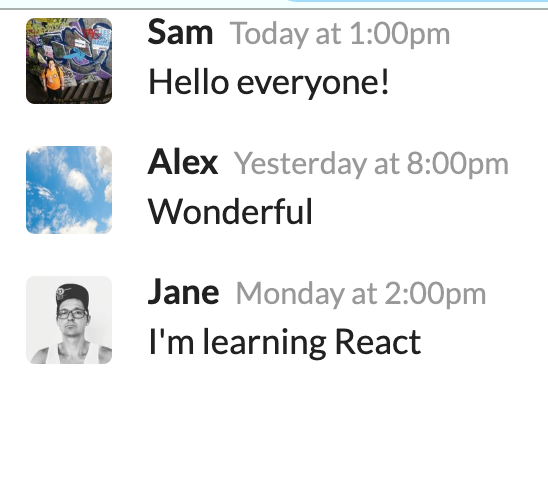 Sam Today at 1:00pm
Hello everyone!
Alex Yesterday at 8:00pm
Wonderful
Jane Monday at 2:00pm
I'm learning React